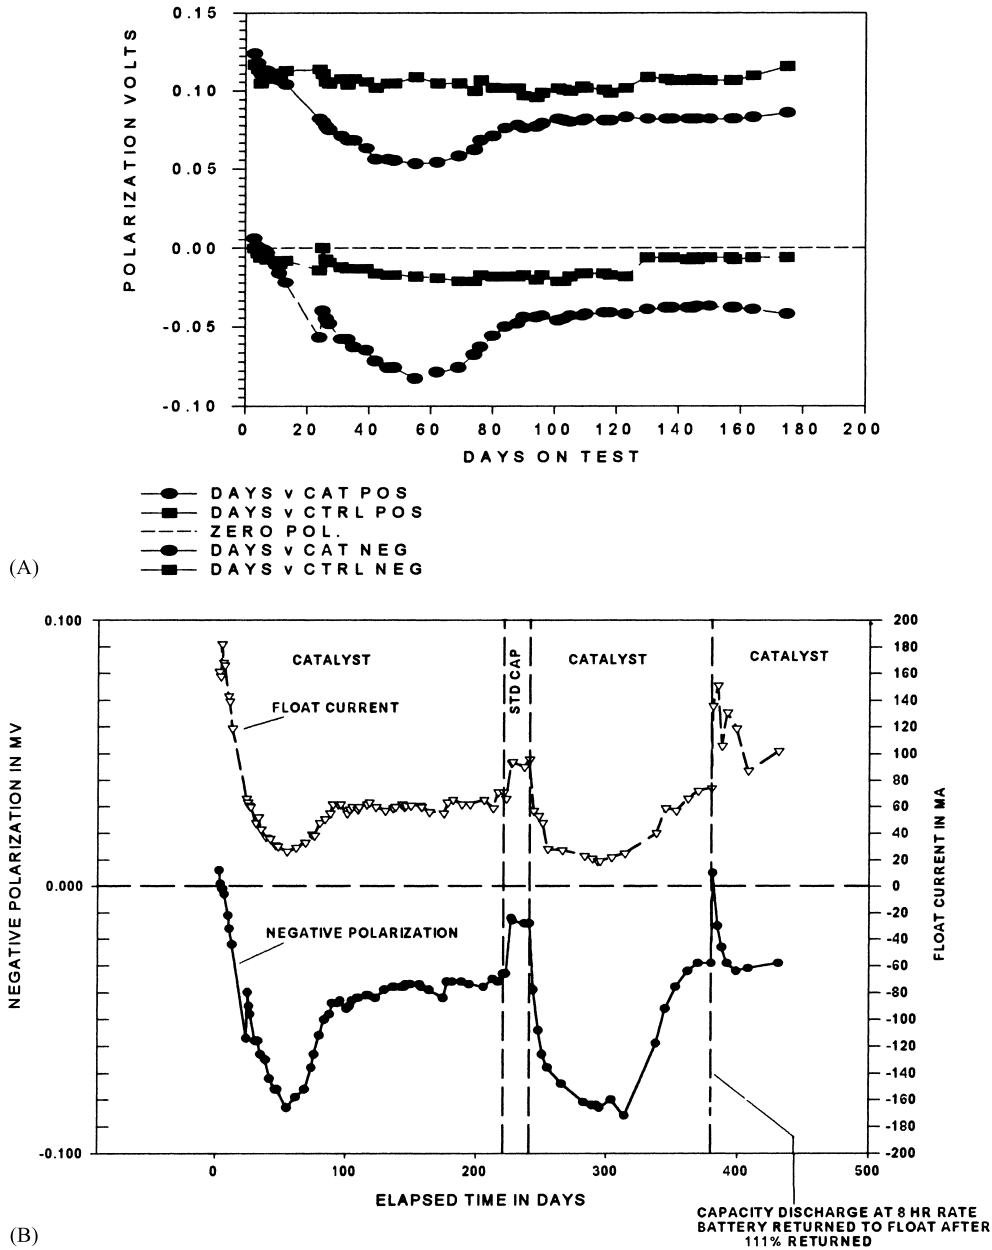 0.15
0.10
0.05
0.00
-0.05
-0.10
POLARIZATION VOLTS
0 20 40 60 80 100 120 140 160 180 200
DAYS ON TEST
DAYS v CAT POS
DAYS v CTRL POS
ZERO POL.
DAYS v CAT NEG
DAYS v CTRL NEG
(A)
0.100
0.000
-0.100
NEGATIVE POLARIZATION IN MV
CATALYST
STD CAP
CATALYST
CATALYST
FLOAT CURRENT
NEGATIVE POLARIZATION
200
180
160
140
120
100
80
60
40
20
0
-20
-40
-60
-80
-100
-120
-140
-160
-180
-200
FLOAT CURRENT IN MA
0 100 200 300 400 500
ELAPSED TIME IN DAYS
CAPACITY DISCHARGE AT 8 HR RATE
BATTERY RETURNED TO FLOAT AFTER
111% RETURNED
(B)